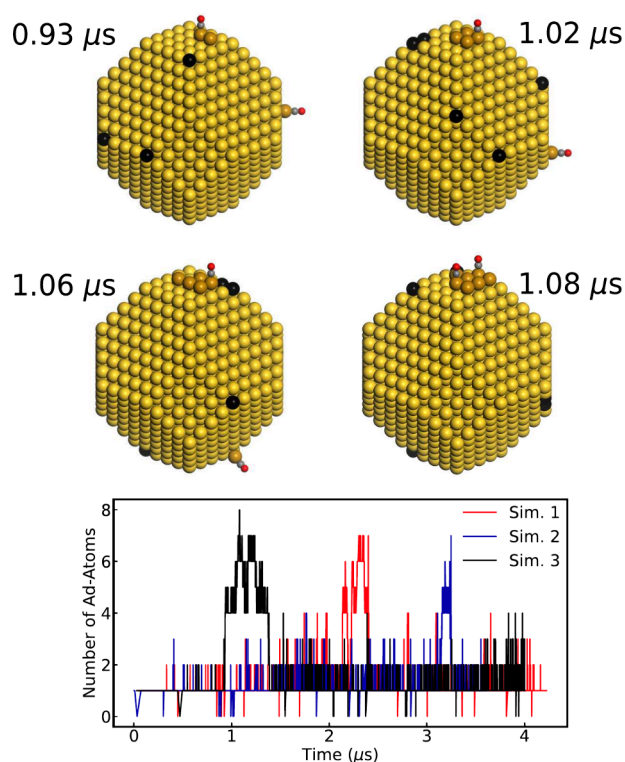 0.93 μs
1.02 μs
1.06 μs
1.08 μs
8
6
4
2
0
Number of Ad-Atoms
Sim. 1
Sim. 2
Sim. 3
0 1 2 3 4
Time (μs)